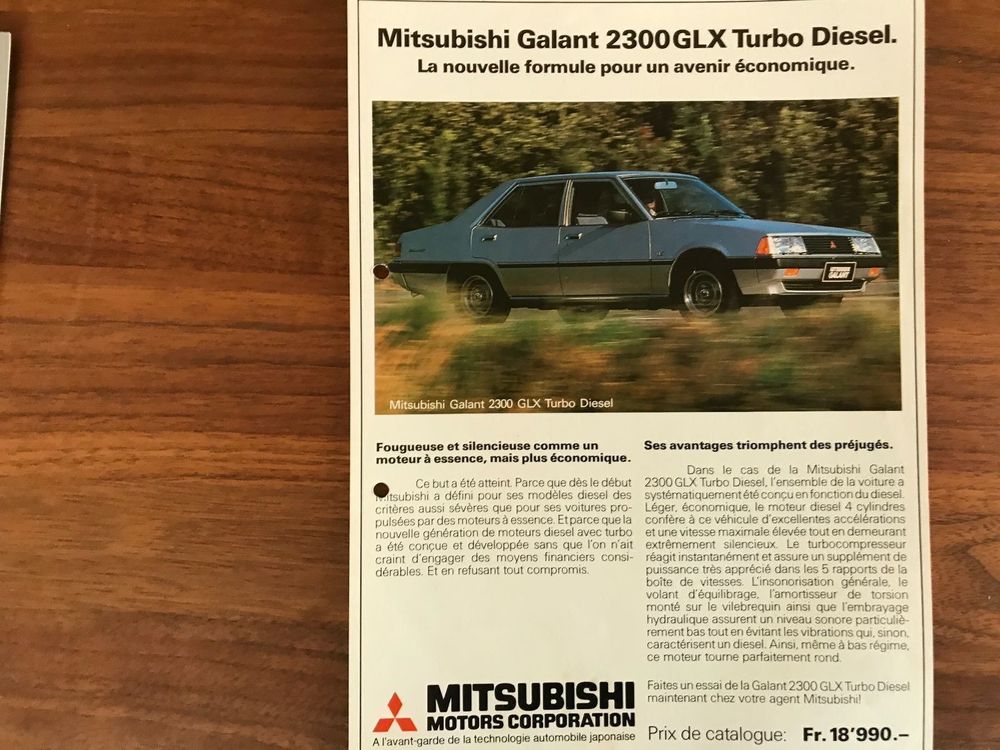 Mitsubishi Galant 2300 GLX Turbo Diesel.
La nouvelle formule pour un avenir économique.
MITSUBISHI
GALANT
Mitsubishi Galant 2300 GLX Turbo Diesel
Fougueuse et silencieuse comme un
moteur à essence, mais plus économique.
Ce but a été atteint. Parce que dès le début
Mitsubishi a défini pour ses modèles diesel des
critères aussi sévères que pour ses voitures pro-
pulsées par des moteurs à essence. Et parce que la
nouvelle génération de moteurs diesel avec turbo
a été conçue et développée sans que l'on n'ait
craint d'engager des moyens financiers consi-
dérables. Et en refusant tout compromis.
Ses avantages triomphent des préjugés.
Dans le cas de la Mitsubishi Galant
2300 GLX Turbo Diesel, l'ensemble de la voiture a
systématiquement été conçu en fonction du diesel.
Léger, économique, le moteur diesel 4 cylindres
confère à ce véhicule d'excellentes accélérations
et une vitesse maximale élevée tout en demeurant
extrêmement silencieux. Le turbocompresseur
réagit instantanément et assure un supplément de
puissance très apprécié dans les 5 rapports de la
boîte de vitesses. L'insonorisation générale, le
volant d'équilibrage, l'amortisseur de torsion
monté sur le vilebrequin ainsi que l'embrayage
hydraulique assurent un niveau sonore particuliè-
rement bas tout en évitant les vibrations qui, sinon,
caractérisent un diesel. Ainsi, même à bas régime,
ce moteur tourne parfaitement rond.
Faites un essai de la Galant 2300 GLX Turbo Diesel
maintenant chez votre agent Mitsubishi!
MITSUBISHI
MOTORS CORPORATION
A l'avant-garde de la technologie automobile japonaise
Prix de catalogue: Fr. 18'990.–